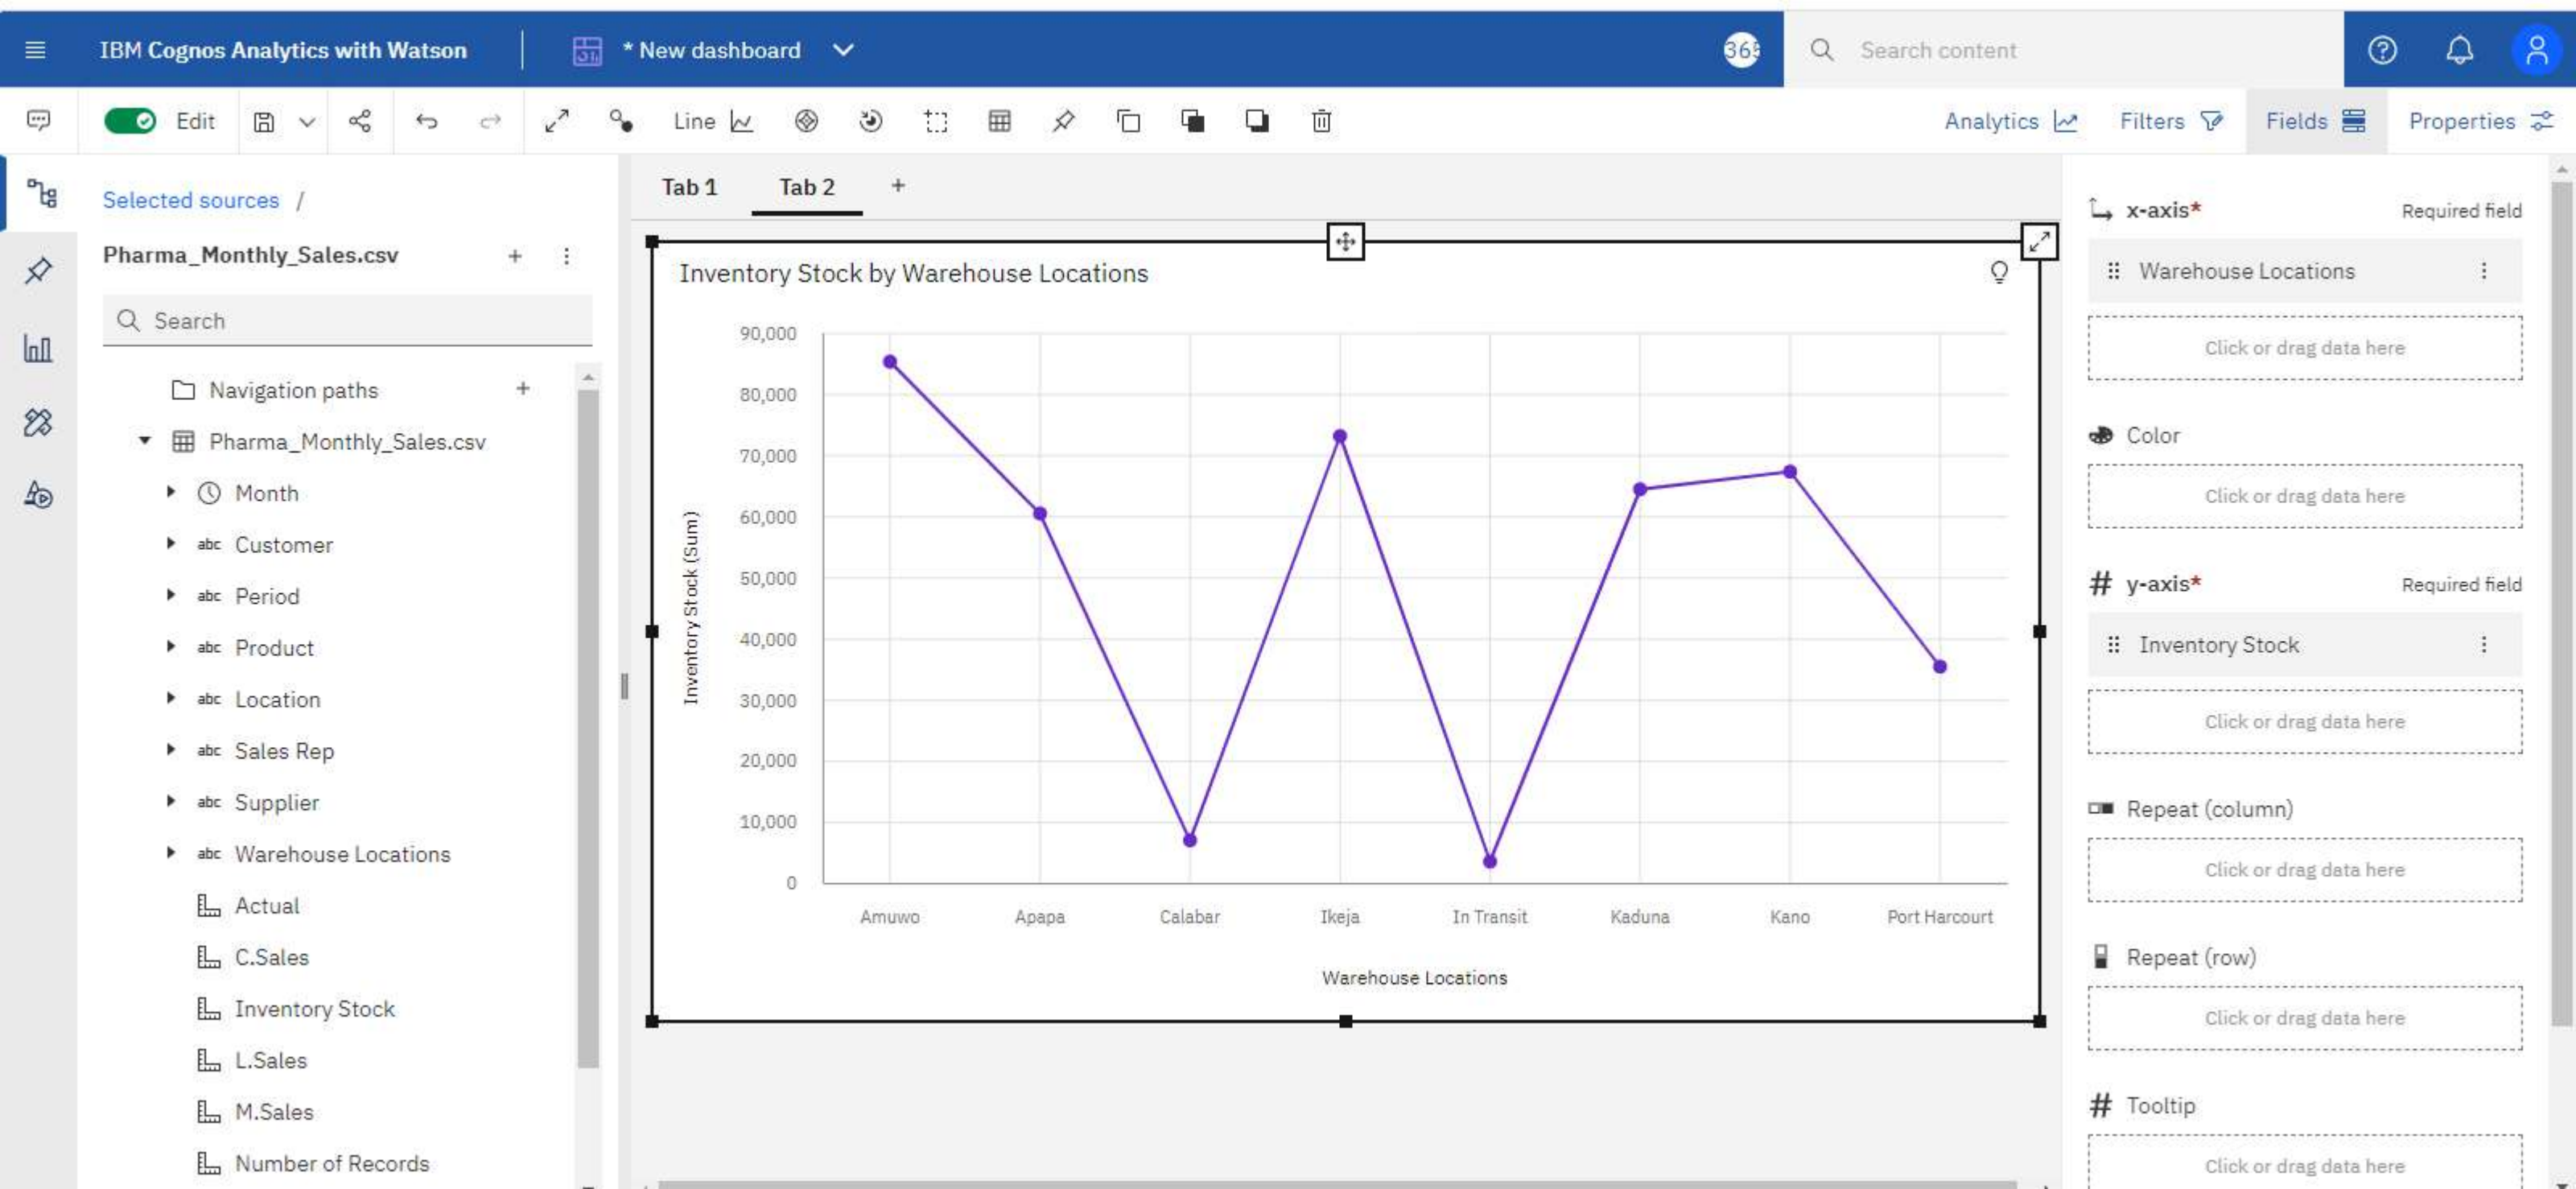 IBM Cognos Analytics with Watson
* New dashboard
Search content
Edit
Line
Analytics
Filters
Fields
Properties
Selected sources /
Pharma_Monthly_Sales.csv
Search
Navigation paths
Pharma_Monthly_Sales.csv
Month
abc Customer
abc Period
abc Product
abc Location
abc Sales Rep
abc Supplier
abc Warehouse Locations
Actual
C.Sales
Inventory Stock
L.Sales
M.Sales
Number of Records
Tab 1
Tab 2
Inventory Stock by Warehouse Locations
Inventory Stock (Sum)
90,000
80,000
70,000
60,000
50,000
40,000
30,000
20,000
10,000
0
Amuwo
Apapa
Calabar
Ikeja
In Transit
Kaduna
Kano
Port Harcourt
Warehouse Locations
x-axis* Required field
Warehouse Locations
Click or drag data here
Color
Click or drag data here
# y-axis* Required field
Inventory Stock
Click or drag data here
Repeat (column)
Click or drag data here
Repeat (row)
Click or drag data here
# Tooltip
Click or drag data here